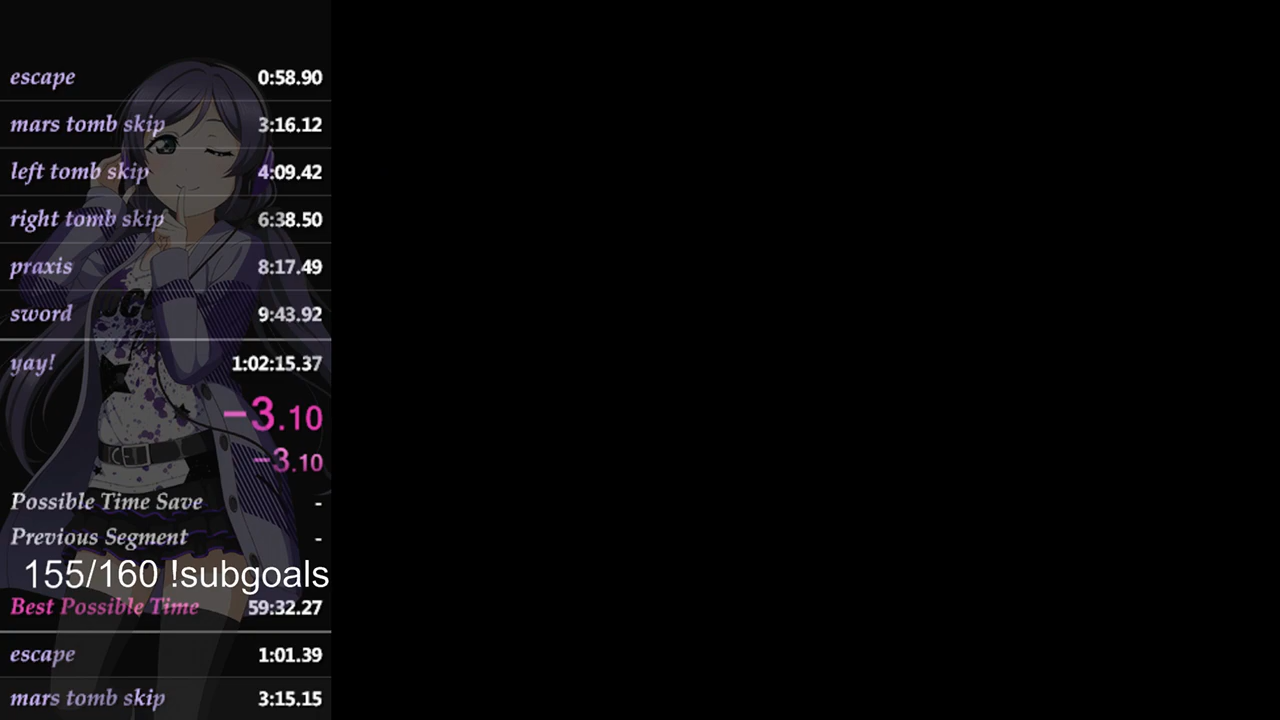 escape 0:58.90
mars tomb skip 3:16.12
left tomb skip 4:09.42
right tomb skip 6:38.50
praxis 8:17.49
sword 9:43.92
yay! 1:02:15.37
−3.10
−3.10
Possible Time Save -
Previous Segment -
155/160 !subgoals
Best Possible Time 59:32.27
escape 1:01.39
mars tomb skip 3:15.15